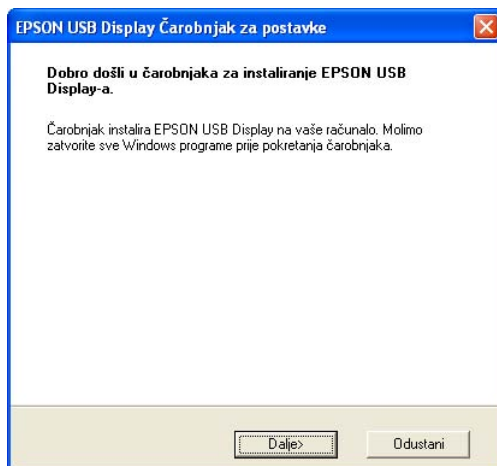 EPSON USB Display Čarobnjak za postavke
Dobro došli u čarobnjaka za instaliranje EPSON USB
Display-a.
Čarobnjak instalira EPSON USB Display na vaše računalo. Molimo
zatvorite sve Windows programe prije pokretanja čarobnjaka.
Dalje>
Odustani